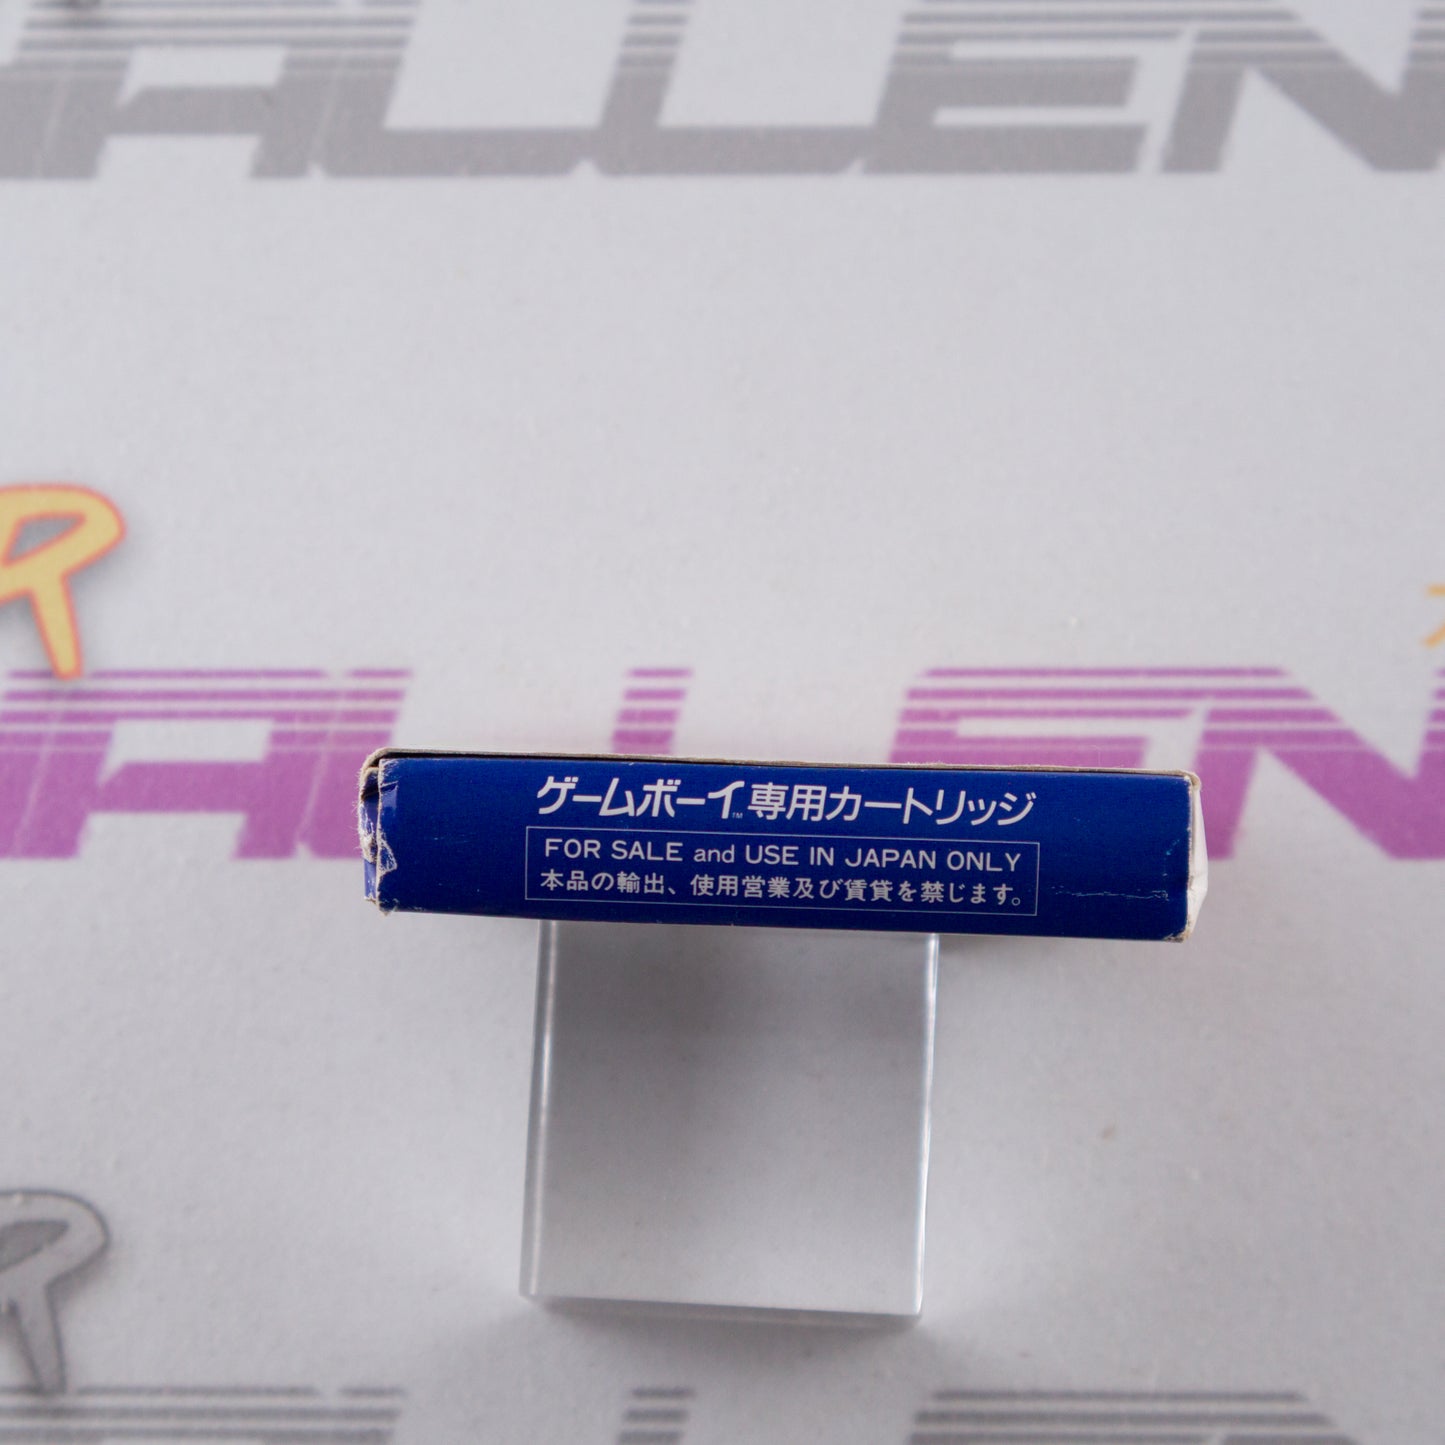 ゲームボーイ™専用カートリッジ
FOR SALE and USE IN JAPAN ONLY
本品の輸出、使用営業及び賃貸を禁じます。